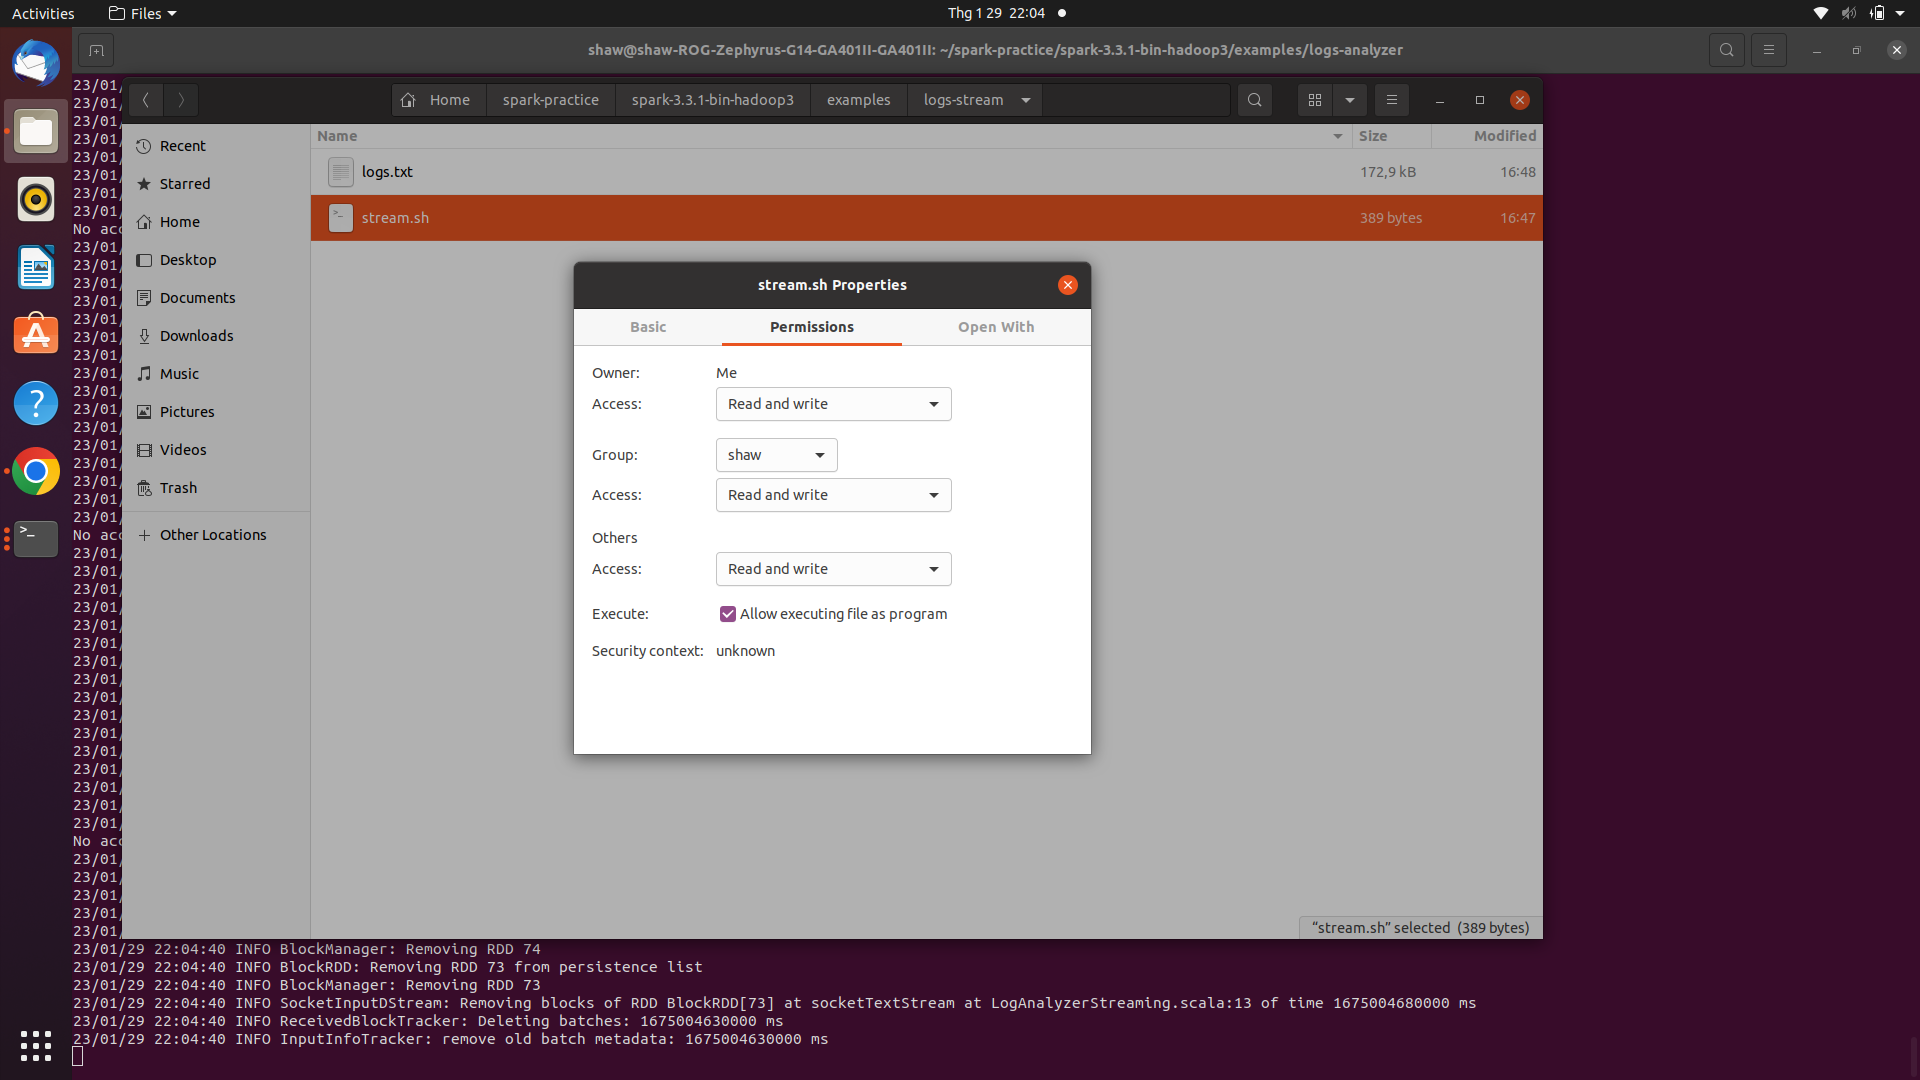 Activities
Files
Thg 1 29 22:04
shaw@shaw-ROG-Zephyrus-G14-GA401II-GA401II: ~/spark-practice/spark-3.3.1-bin-hadoop3/examples/logs-analyzer
Home
spark-practice
spark-3.3.1-bin-hadoop3
examples
logs-stream
Recent
Starred
Home
Desktop
Documents
Downloads
Music
Pictures
Videos
Trash
Other Locations
Name Size Modified
logs.txt 172,9 kB 16:48
stream.sh 389 bytes 16:47
stream.sh Properties
Basic Permissions Open With
Owner: Me
Access: Read and write
Group: shaw
Access: Read and write
Others
Access: Read and write
Execute: Allow executing file as program
Security context: unknown
"stream.sh" selected (389 bytes)
23/01/29 22:04:40 INFO BlockManager: Removing RDD 74
23/01/29 22:04:40 INFO BlockRDD: Removing RDD 73 from persistence list
23/01/29 22:04:40 INFO BlockManager: Removing RDD 73
23/01/29 22:04:40 INFO SocketInputDStream: Removing blocks of RDD BlockRDD[73] at socketTextStream at LogAnalyzerStreaming.scala:13 of time 1675004680000 ms
23/01/29 22:04:40 INFO ReceivedBlockTracker: Deleting batches: 1675004630000 ms
23/01/29 22:04:40 INFO InputInfoTracker: remove old batch metadata: 1675004630000 ms